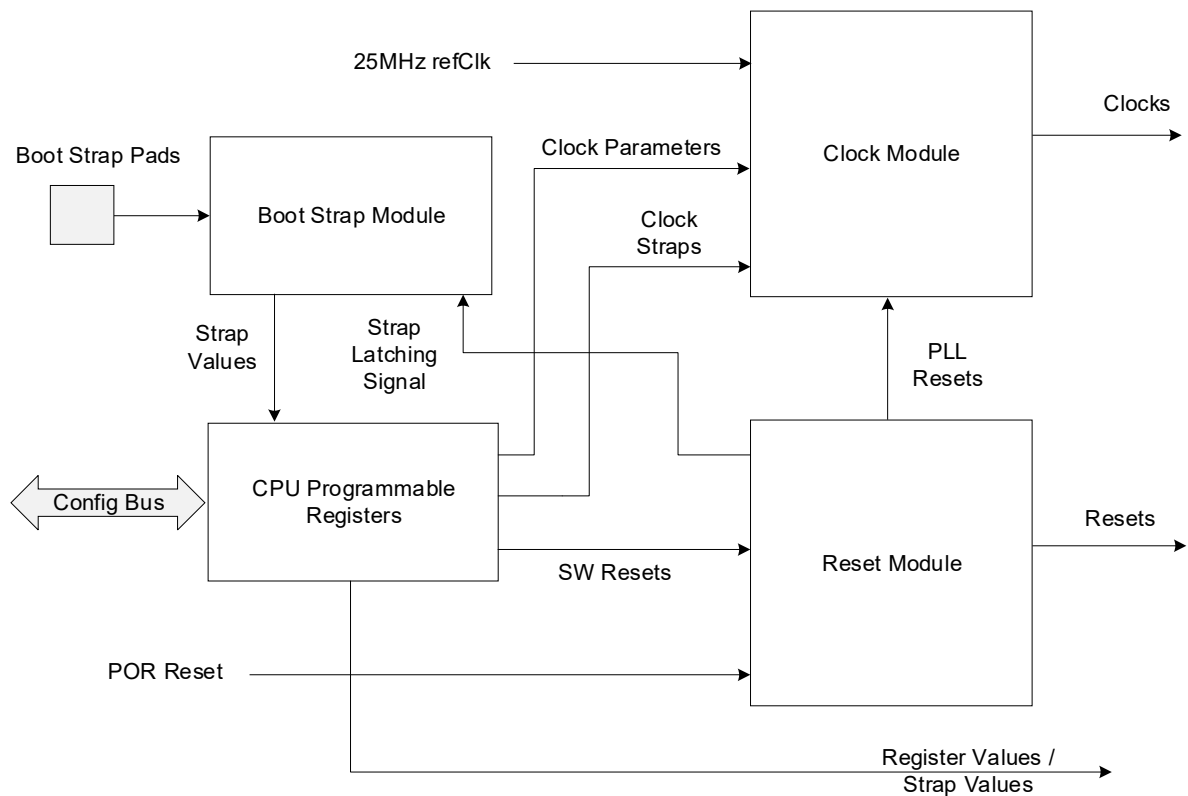 25MHz refClk
Clocks
Clock Parameters
Clock Module
Boot Strap Pads
Boot Strap Module
Clock
Straps
Strap
Values
Strap
Latching
Signal
PLL
Resets
Config Bus
CPU Programmable
Registers
Resets
SW Resets
Reset Module
POR Reset
Register Values /
Strap Values